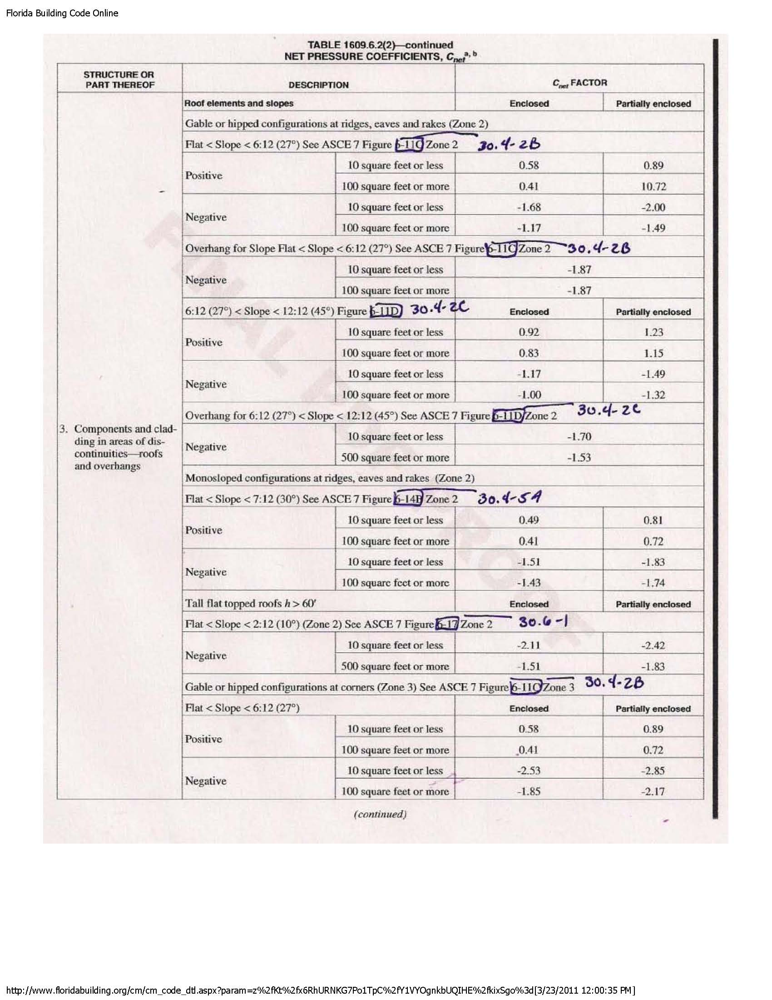 Florida Building Code Online
TABLE 1609.6.2(2)—continued
NET PRESSURE COEFFICIENTS, Cnet a, b
STRUCTURE OR PART THEREOF
DESCRIPTION
Cnet FACTOR
Roof elements and slopes Enclosed Partially enclosed
Gable or hipped configurations at ridges, eaves and rakes (Zone 2)
Flat < Slope < 6:12 (27°) See ASCE 7 Figure 6-11C Zone 2 30.4-2B
Positive
10 square feet or less 0.58 0.89
100 square feet or more 0.41 10.72
Negative
10 square feet or less -1.68 -2.00
100 square feet or more -1.17 -1.49
Overhang for Slope Flat < Slope < 6:12 (27°) See ASCE 7 Figure 6-11C Zone 2 30.4-2B
Negative
10 square feet or less -1.87
100 square feet or more -1.87
6:12 (27°) < Slope < 12:12 (45°) Figure 6-11D 30.4-2C Enclosed Partially enclosed
Positive
10 square feet or less 0.92 1.23
100 square feet or more 0.83 1.15
Negative
10 square feet or less -1.17 -1.49
100 square feet or more -1.00 -1.32
Overhang for 6:12 (27°) < Slope < 12:12 (45°) See ASCE 7 Figure 6-11D Zone 2 30.4-2C
3. Components and clad-
ding in areas of dis-
continuities—roofs
and overhangs
Negative
10 square feet or less -1.70
500 square feet or more -1.53
Monosloped configurations at ridges, eaves and rakes (Zone 2)
Flat < Slope < 7:12 (30°) See ASCE 7 Figure 6-14B Zone 2 30.4-5A
Positive
10 square feet or less 0.49 0.81
100 square feet or more 0.41 0.72
Negative
10 square feet or less -1.51 -1.83
100 square feet or more -1.43 -1.74
Tall flat topped roofs h > 60' Enclosed Partially enclosed
Flat < Slope < 2:12 (10°) (Zone 2) See ASCE 7 Figure 6-17 Zone 2 30.6-1
Negative
10 square feet or less -2.11 -2.42
500 square feet or more -1.51 -1.83
Gable or hipped configurations at corners (Zone 3) See ASCE 7 Figure 6-11C Zone 3 30.4-2B
Flat < Slope < 6:12 (27°) Enclosed Partially enclosed
Positive
10 square feet or less 0.58 0.89
100 square feet or more 0.41 0.72
Negative
10 square feet or less -2.53 -2.85
100 square feet or more -1.85 -2.17
(continued)
FINAL PDF PROOF
http://www.floridabuilding.org/cm/cm_code_dtl.aspx?param=z%2fKt%2fx6RhURNKG7Po1TpC%2fY1VYOgnkbUQIHE%2fkixSgo%3d[3/23/2011 12:00:35 PM]